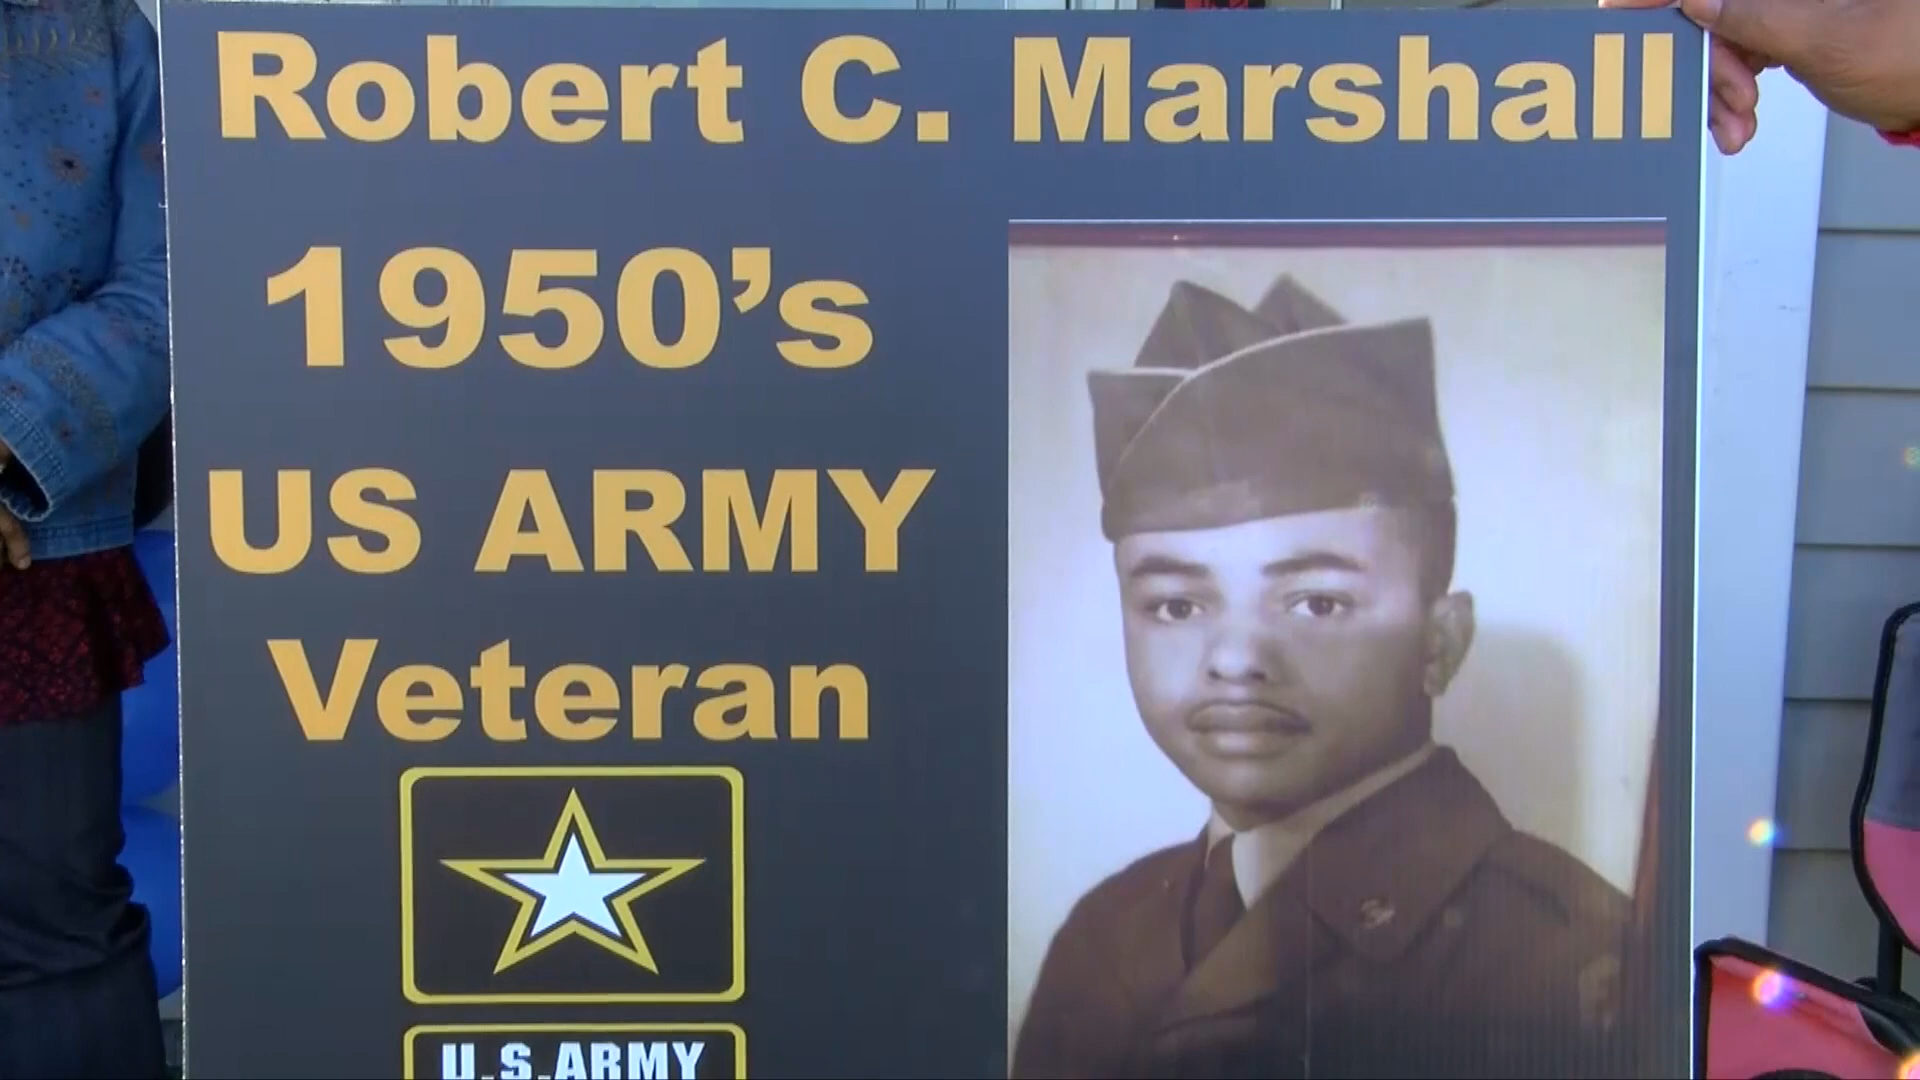 Robert C. Marshall
1950’s
US ARMY
Veteran
U.S.ARMY